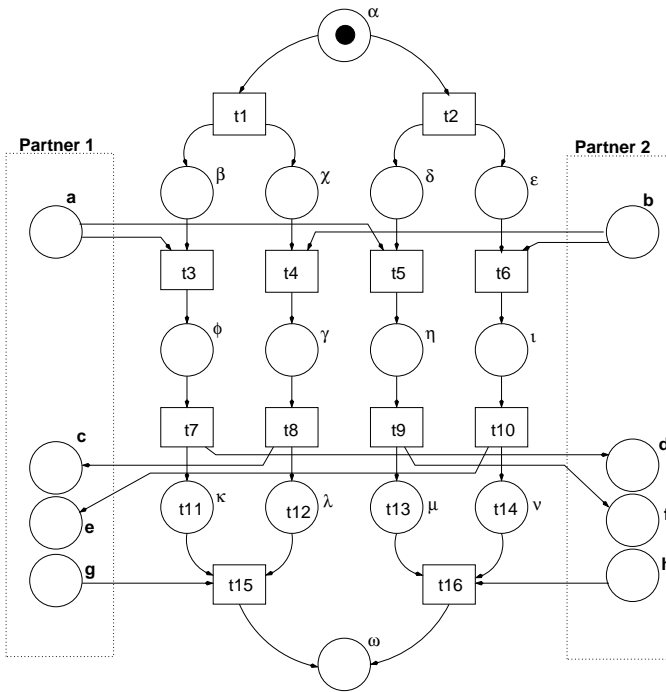 α
t1 t2
Partner 1 Partner 2
β χ δ ε
a b
t3 t4 t5 t6
ϕ γ η ι
c d
t7 t8 t9 t10
κ λ μ ν
t11 t12 t13 t14
e f
g h
t15 t16
ω